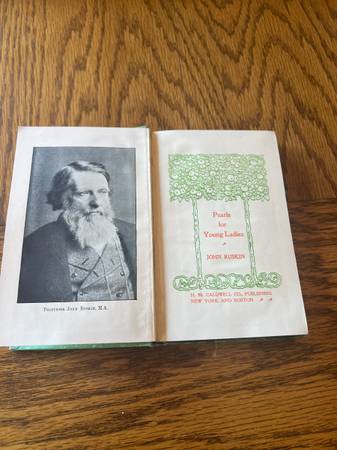 Professor John Ruskin, M.A.
Pearls
for
Young Ladies
JOHN RUSKIN
H. M. CALDWELL CO., PUBLISHERS
NEW YORK AND BOSTON